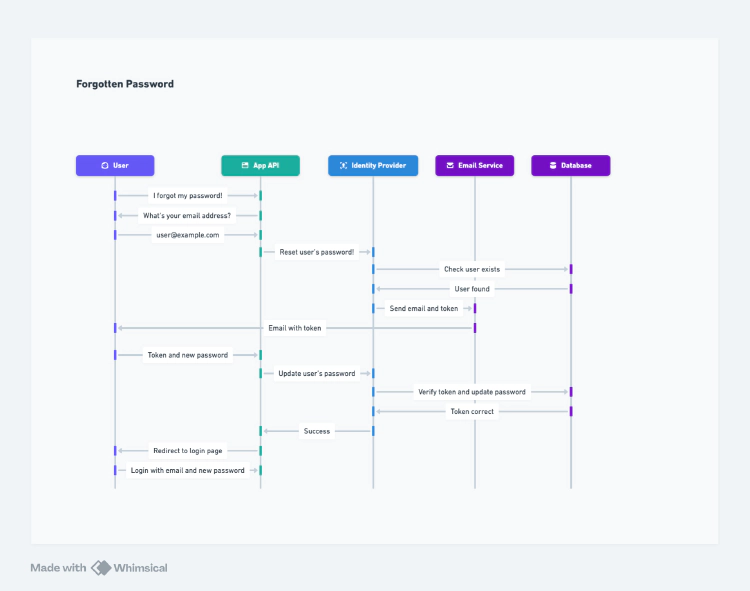 Forgotten Password
User
App API
Identity Provider
Email Service
Database
I forgot my password!
What's your email address?
user@example.com
Reset user's password!
Check user exists
User found
Send email and token
Email with token
Token and new password
Update user's password
Verify token and update password
Token correct
Success
Redirect to login page
Login with email and new password
Made with Whimsical